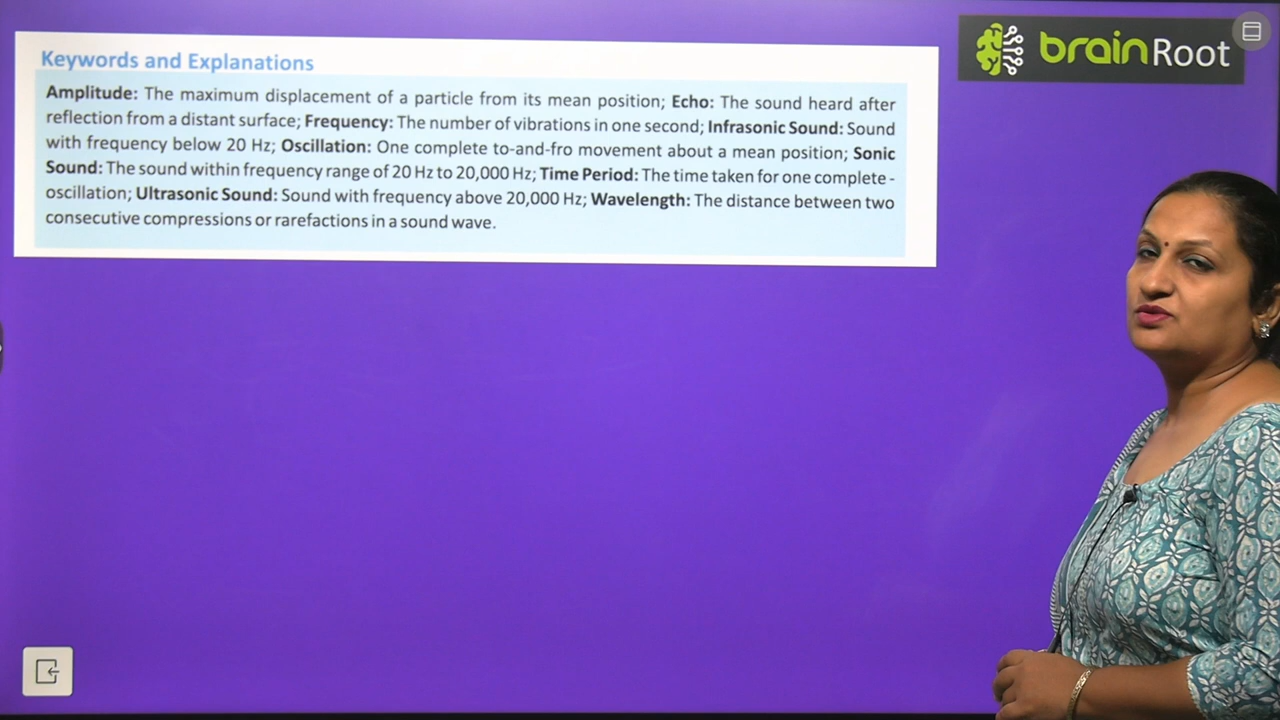 Keywords and Explanations
brainRoot
Amplitude: The maximum displacement of a particle from its mean position; Echo: The sound heard after
reflection from a distant surface; Frequency: The number of vibrations in one second; Infrasonic Sound: Sound
with frequency below 20 Hz; Oscillation: One complete to-and-fro movement about a mean position; Sonic
Sound: The sound within frequency range of 20 Hz to 20,000 Hz; Time Period: The time taken for one complete -
oscillation; Ultrasonic Sound: Sound with frequency above 20,000 Hz; Wavelength: The distance between two
consecutive compressions or rarefactions in a sound wave.